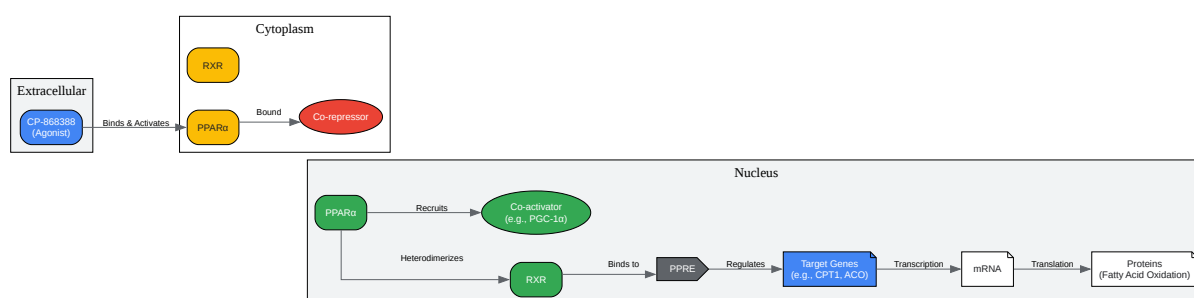 Cytoplasm
RXR
Extracellular
CP-868388
(Agonist)
Binds & Activates
PPARα
Bound
Co-repressor
Nucleus
PPARα
Recruits
Co-activator
(e.g., PGC-1α)
Heterodimerizes
RXR
Binds to
PPRE
Regulates
Target Genes
(e.g., CPT1, ACO)
Transcription
mRNA
Translation
Proteins
(Fatty Acid Oxidation)